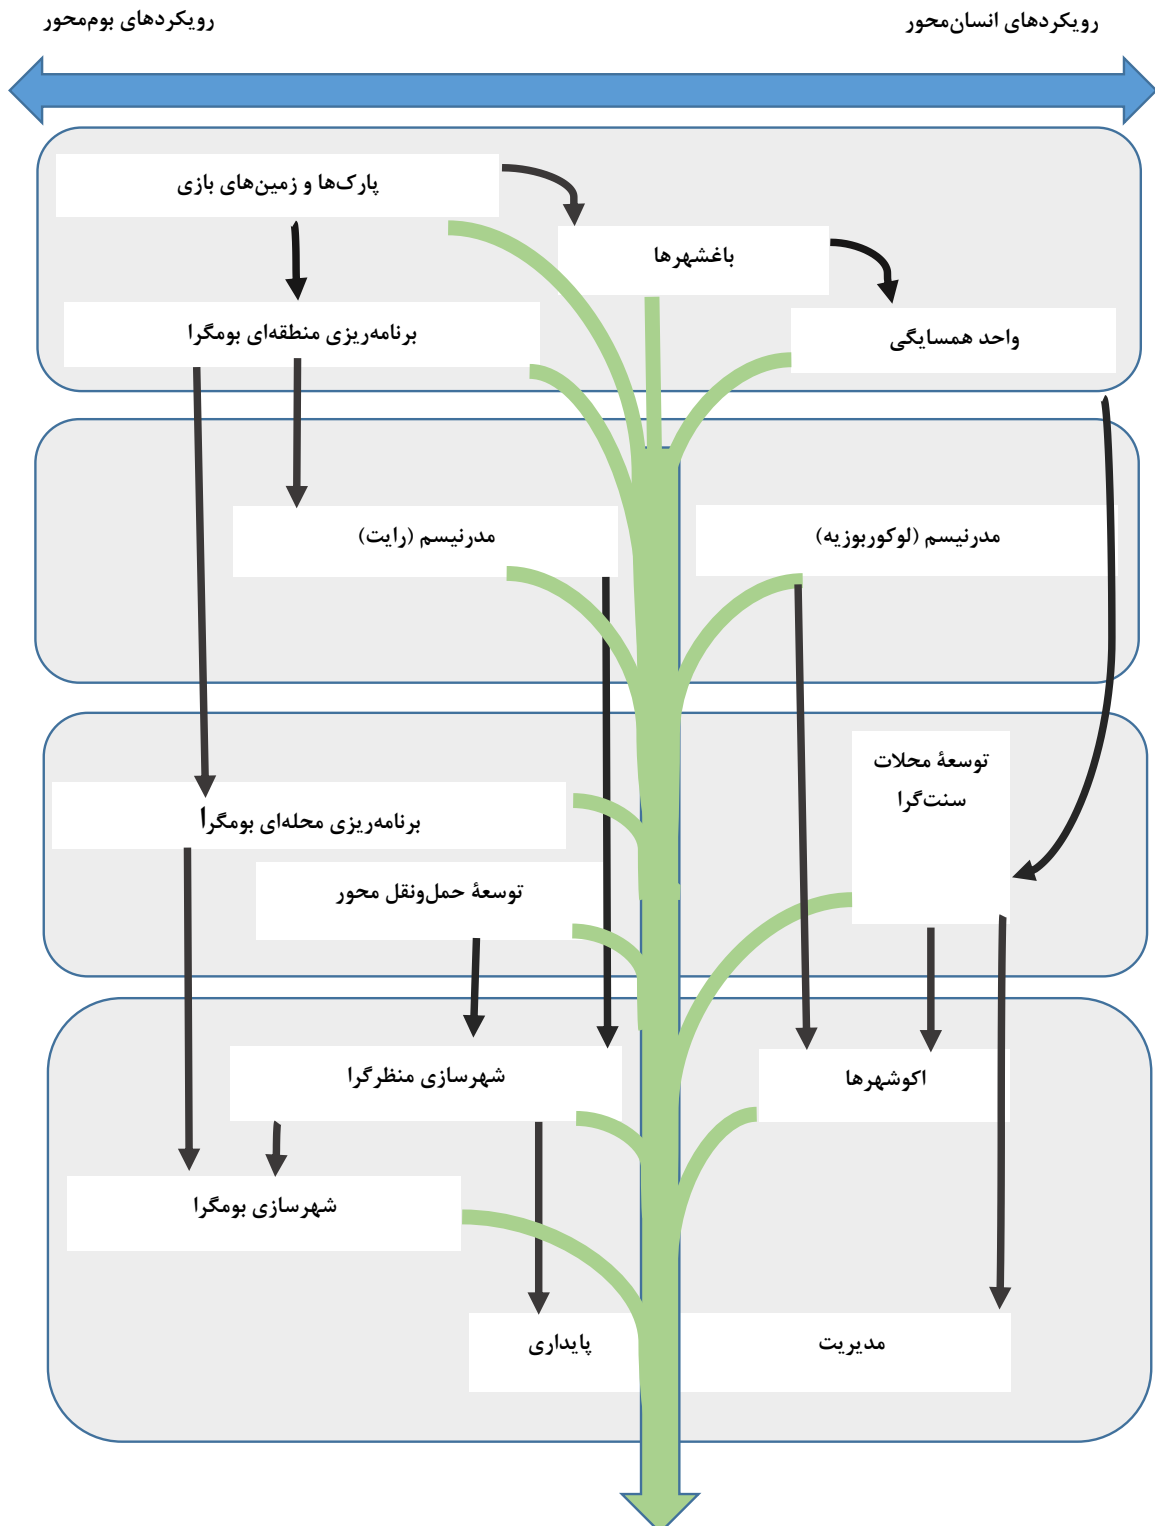 رویکردهای انسان‌محور
رویکردهای بوم‌محور
پارک‌ها و زمین‌های بازی
باغشهرها
واحد همسایگی
برنامه‌ریزی منطقه‌ای بومگرا
مدرنیسم (لوکوربوزیه)
مدرنیسم (رایت)
توسعهٔ محلات
سنت‌گرا
برنامه‌ریزی محله‌ای بومگرا
توسعهٔ حمل‌ونقل محور
شهرسازی منظرگرا
اکوشهرها
شهرسازی بومگرا
مدیریت
پایداری